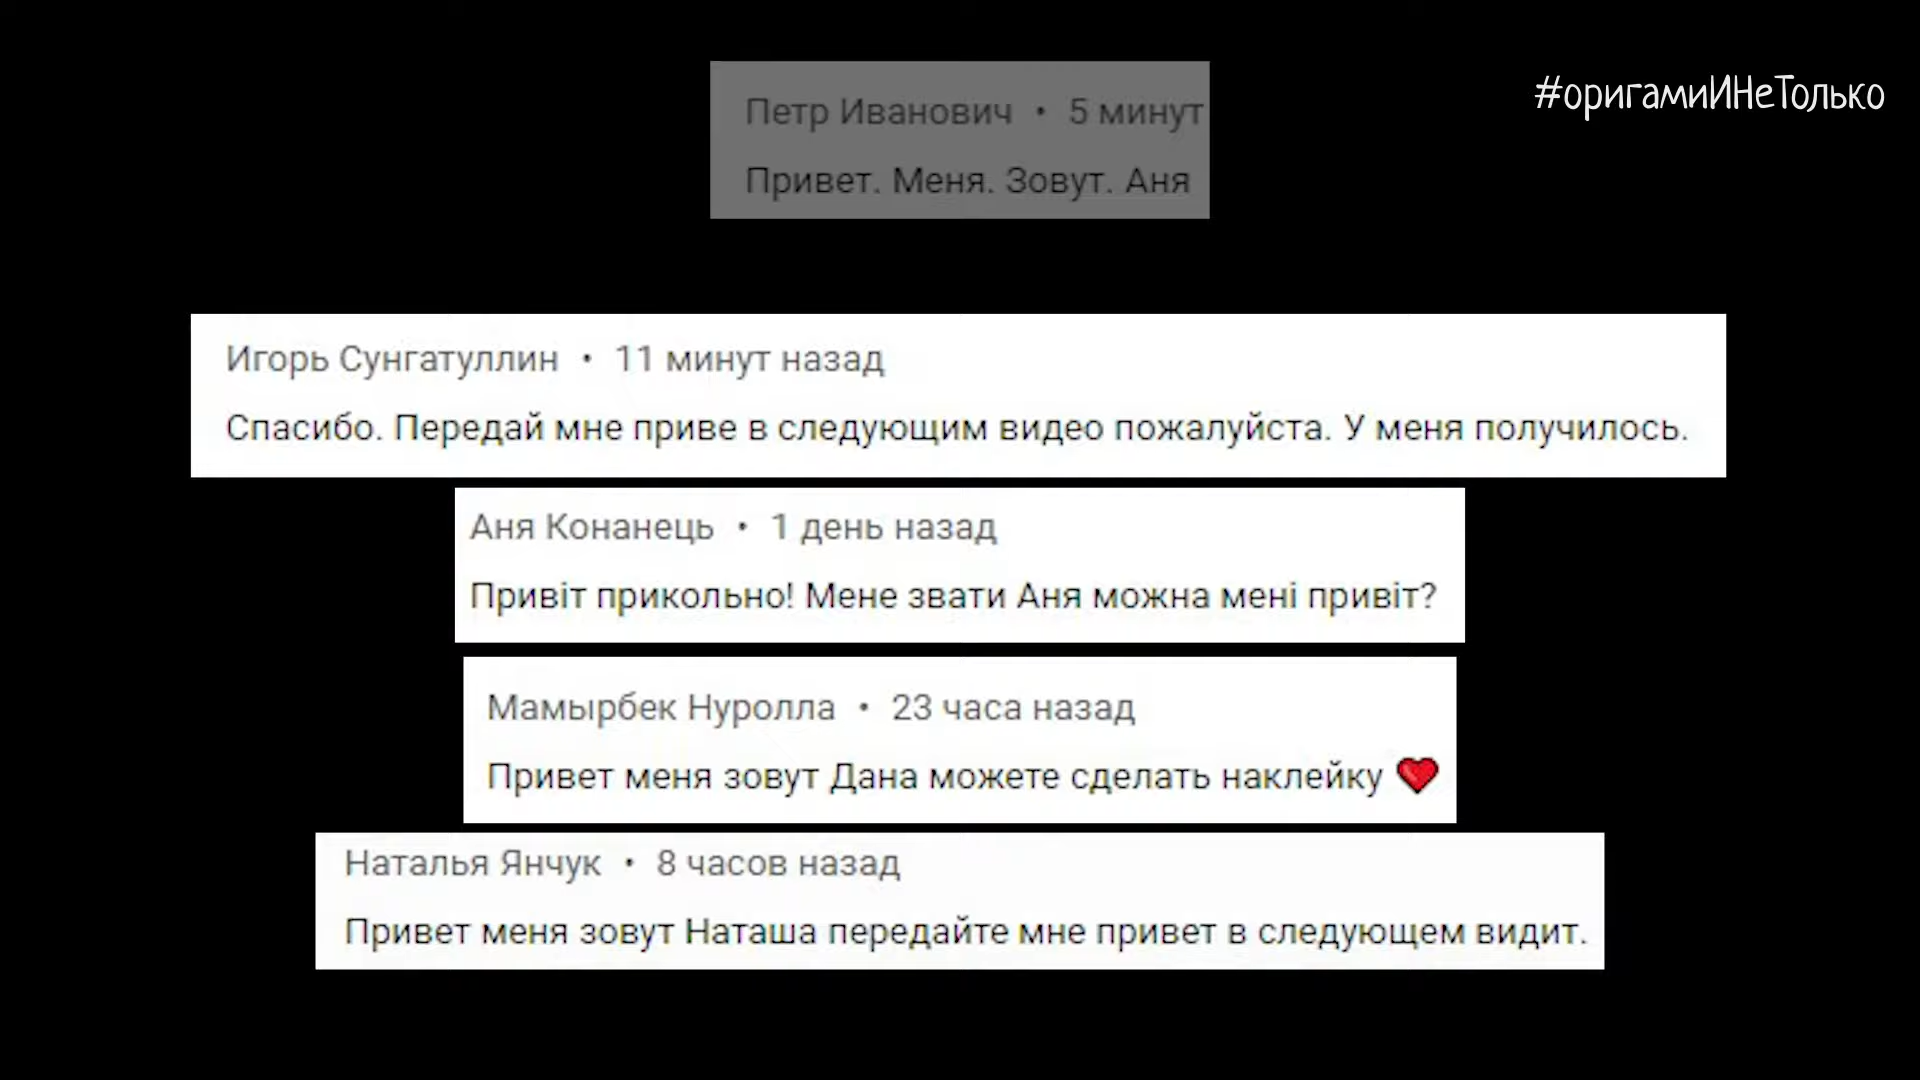 #оригамиИНеТолько
Петр Иванович • 5 минут
Привет. Меня. Зовут. Аня
Игорь Сунгатуллин • 11 минут назад
Спасибо. Передай мне приве в следующим видео пожалуйста. У меня получилось.
Аня Конанець • 1 день назад
Привіт прикольно! Мене звати Аня можна мені привіт?
Мамырбек Нуролла • 23 часа назад
Привет меня зовут Дана можете сделать наклейку ❤️
Наталья Янчук • 8 часов назад
Привет меня зовут Наташа передайте мне привет в следующем видит.